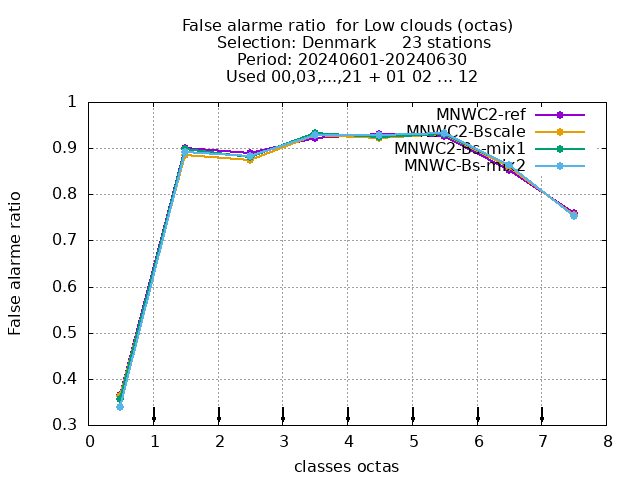 False alarme ratio  for Low clouds (octas)
Selection: Denmark     23 stations
Period: 20240601-20240630
Used 00,03,...,21 + 01 02 ... 12
MNWC2-ref
MNWC2-Bscale
MNWC2-Bs-mix1
MNWC-Bs-mix2
False alarme ratio
1
0.9
0.8
0.7
0.6
0.5
0.4
0.3
0 1 2 3 4 5 6 7 8
classes octas